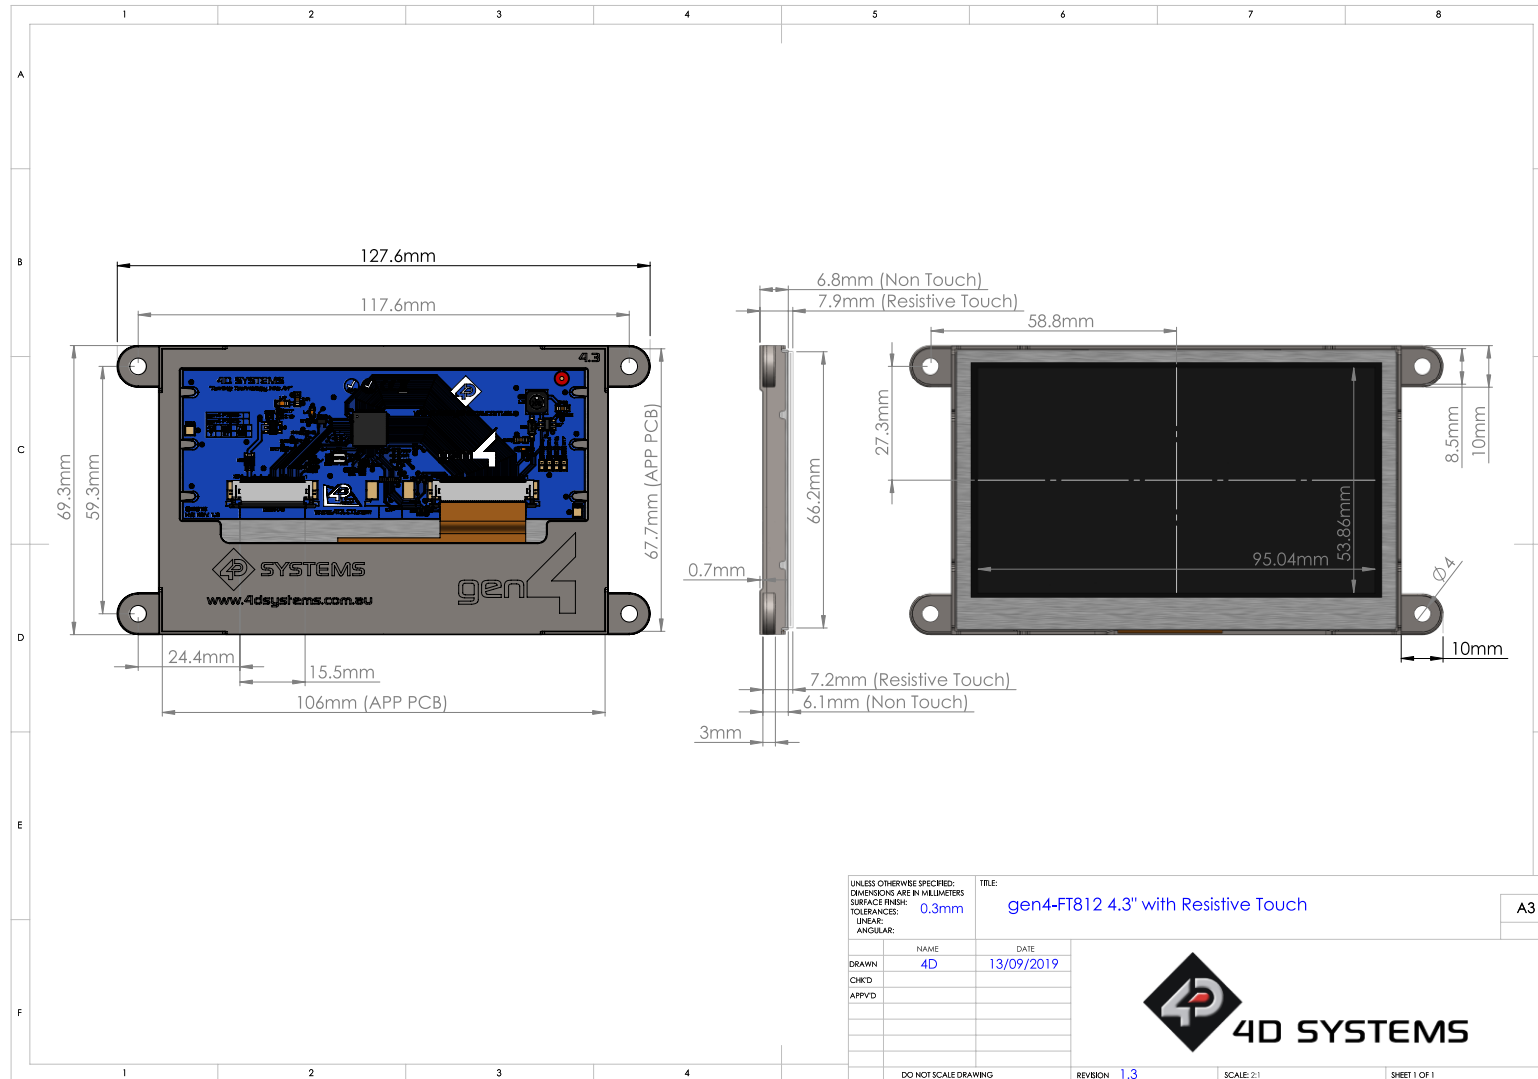 1 2 3 4 5 6 7 8
A
B
C
D
E
F
127.6mm
117.6mm
69.3mm
59.3mm
67.7mm (APP PCB)
4.3
4D SYSTEMS
"Turning Technology Into Art"
SYSTEMS
www.4dsystems.com.au
gen4
24.4mm
15.5mm
106mm (APP PCB)
6.8mm (Non Touch)
7.9mm (Resistive Touch)
66.2mm
0.7mm
7.2mm (Resistive Touch)
6.1mm (Non Touch)
3mm
58.8mm
27.3mm
8.5mm
10mm
53.86mm
95.04mm
Ø4
10mm
UNLESS OTHERWISE SPECIFIED:
DIMENSIONS ARE IN MILLIMETERS
SURFACE FINISH:
TOLERANCES: 0.3mm
LINEAR:
ANGULAR:
TITLE:
gen4-FT812 4.3" with Resistive Touch
A3
NAME DATE
DRAWN 4D 13/09/2019
CHK'D
APPV'D
4D SYSTEMS
DO NOT SCALE DRAWING
REVISION 1.3
SCALE: 2:1
SHEET 1 OF 1
1 2 3 4